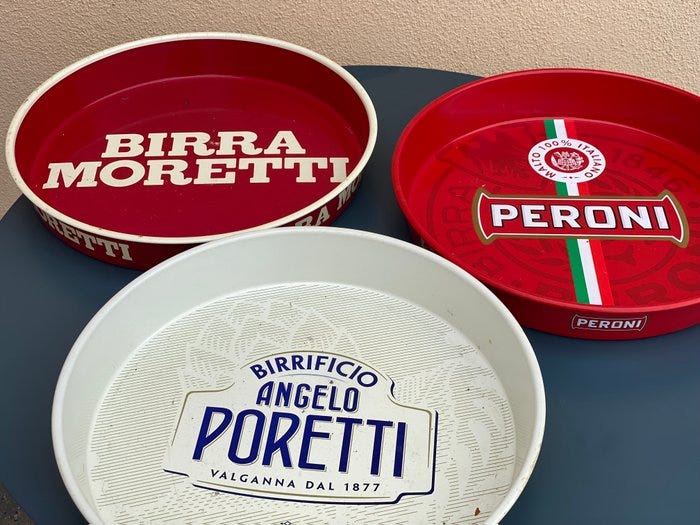 BIRRA
MORETTI
RETTI
RA MO
MALTO 100% ITALIANO
PERONI
PERONI
BIRRIFICIO
ANGELO
PORETTI
VALGANNA DAL 1877